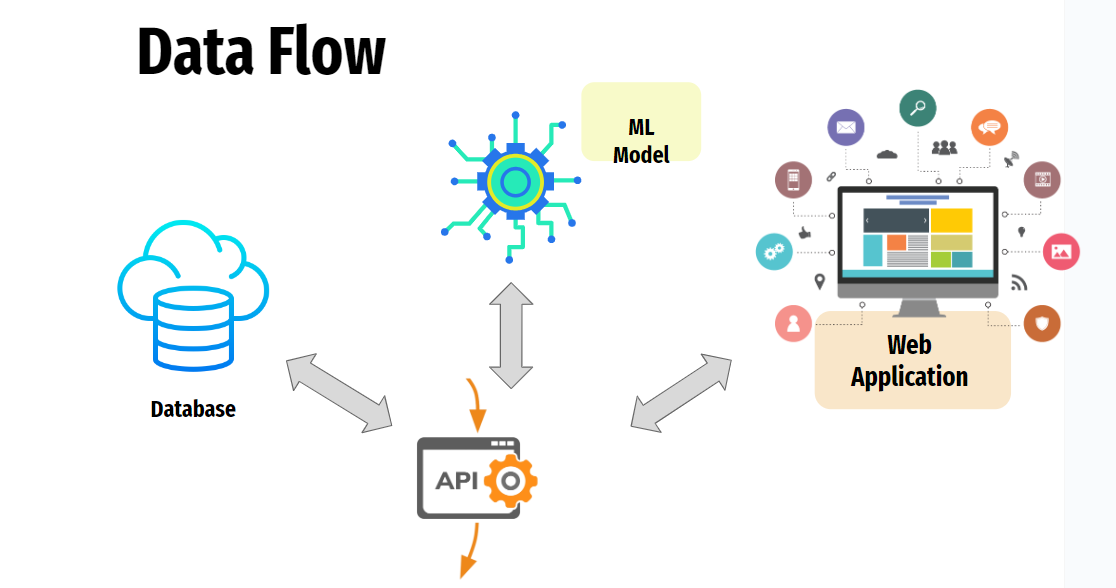 Data Flow
ML
Model
Database
API
Web
Application